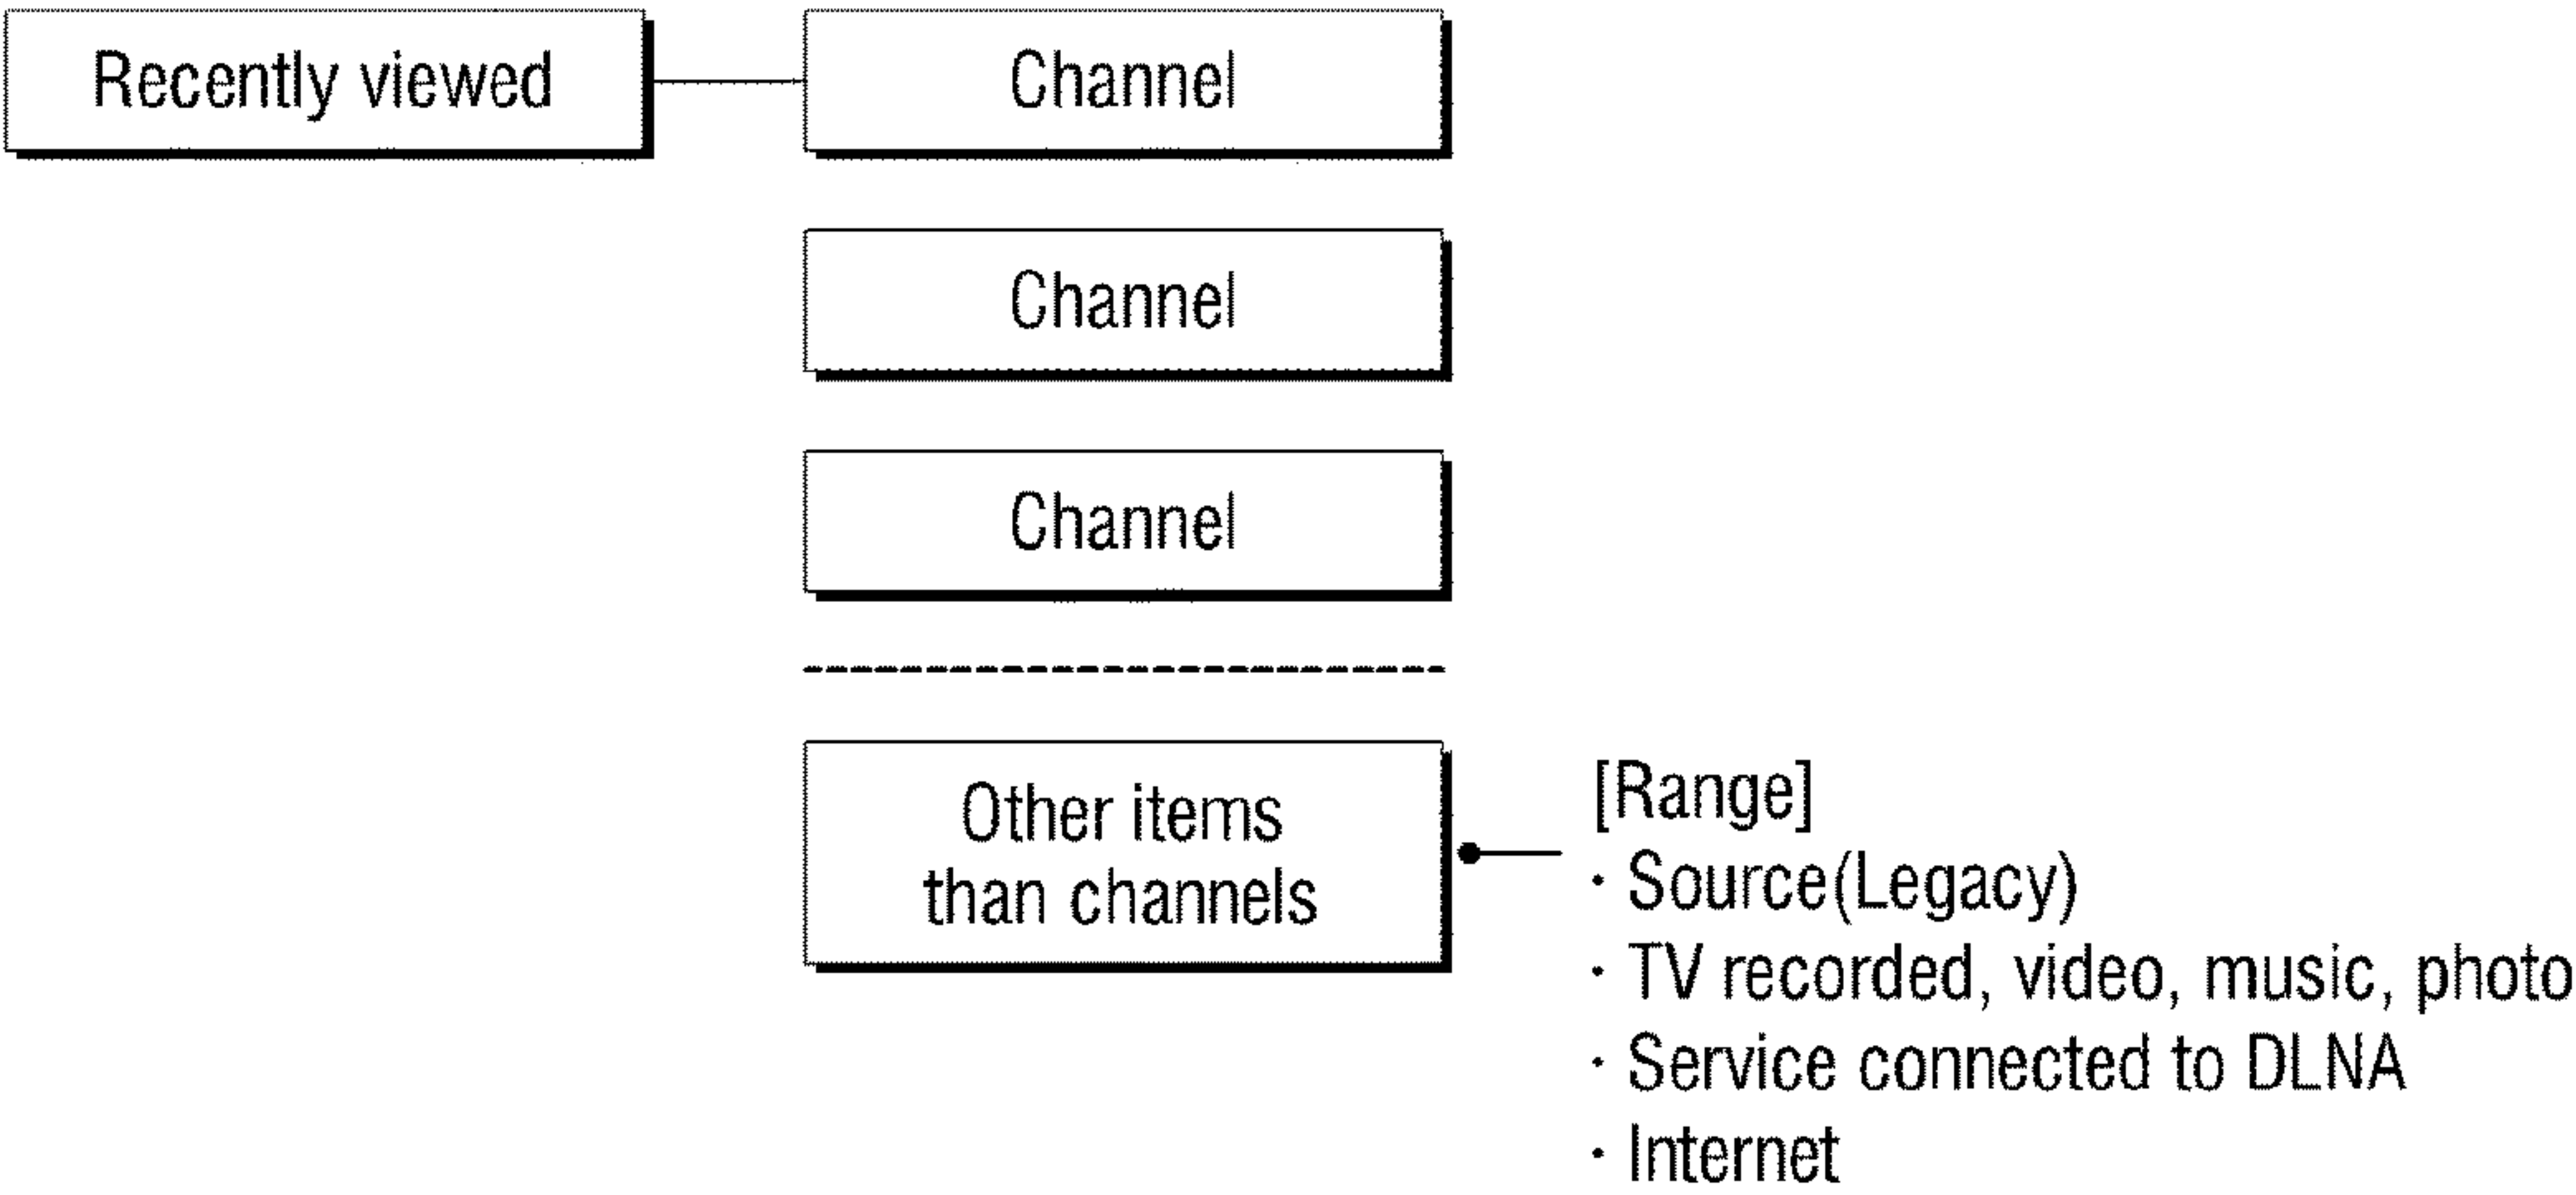 Recently viewed
Channel
Channel
Channel
Other items
than channels
[Range]
· Source(Legacy)
· TV recorded, video, music, photo
· Service connected to DLNA
· Internet